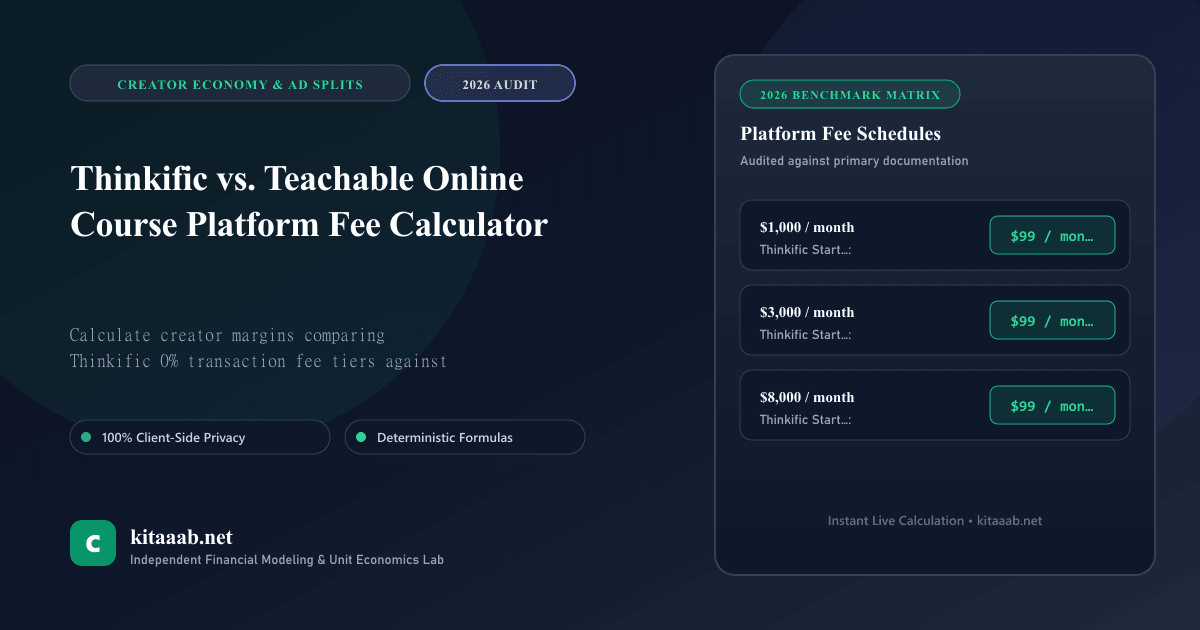 CREATOR ECONOMY & AD SPLITS
2026 AUDIT
Thinkific vs. Teachable Online
Course Platform Fee Calculator
Calculate creator margins comparing
Thinkific 0% transaction fee tiers against
100% Client-Side Privacy
Deterministic Formulas
C
kitaaab.net
Independent Financial Modeling & Unit Economics Lab
2026 BENCHMARK MATRIX
Platform Fee Schedules
Audited against primary documentation
$1,000 / month
Thinkific Start…:
$99 / mon…
$3,000 / month
Thinkific Start…:
$99 / mon…
$8,000 / month
Thinkific Start…:
$99 / mon…
Instant Live Calculation • kitaaab.net